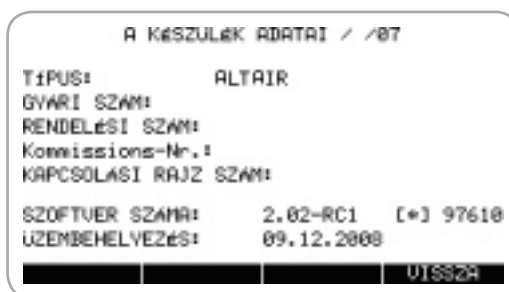 A KéSZULéK ADATAI / /07
TíPUS: ALTAIR
GYARI SZAM:
RENDELéSI SZAM:
Kommissions-Nr.:
KAPCSOLASI RAJZ SZAM:
SZOFTVER SZAMA: 2.02-RC1 [*] 97610
UZEMBEHELYEZéS: 09.12.2008
VISSZA